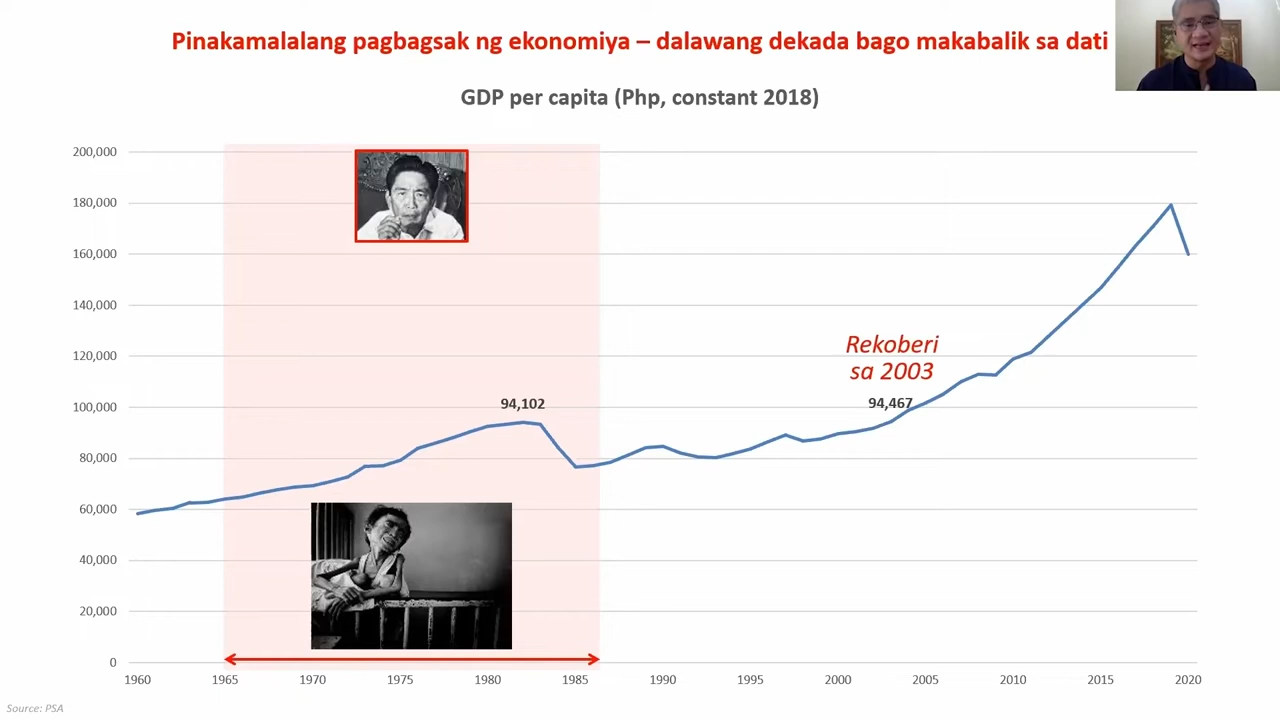 Pinakamalalang pagbagsak ng ekonomiya – dalawang dekada bago makabalik sa dati
GDP per capita (Php, constant 2018)
200,000
180,000
160,000
140,000
120,000
100,000
80,000
60,000
40,000
20,000
0
94,102
Rekoberi
sa 2003
94,467
1960 1965 1970 1975 1980 1985 1990 1995 2000 2005 2010 2015 2020
Source: PSA